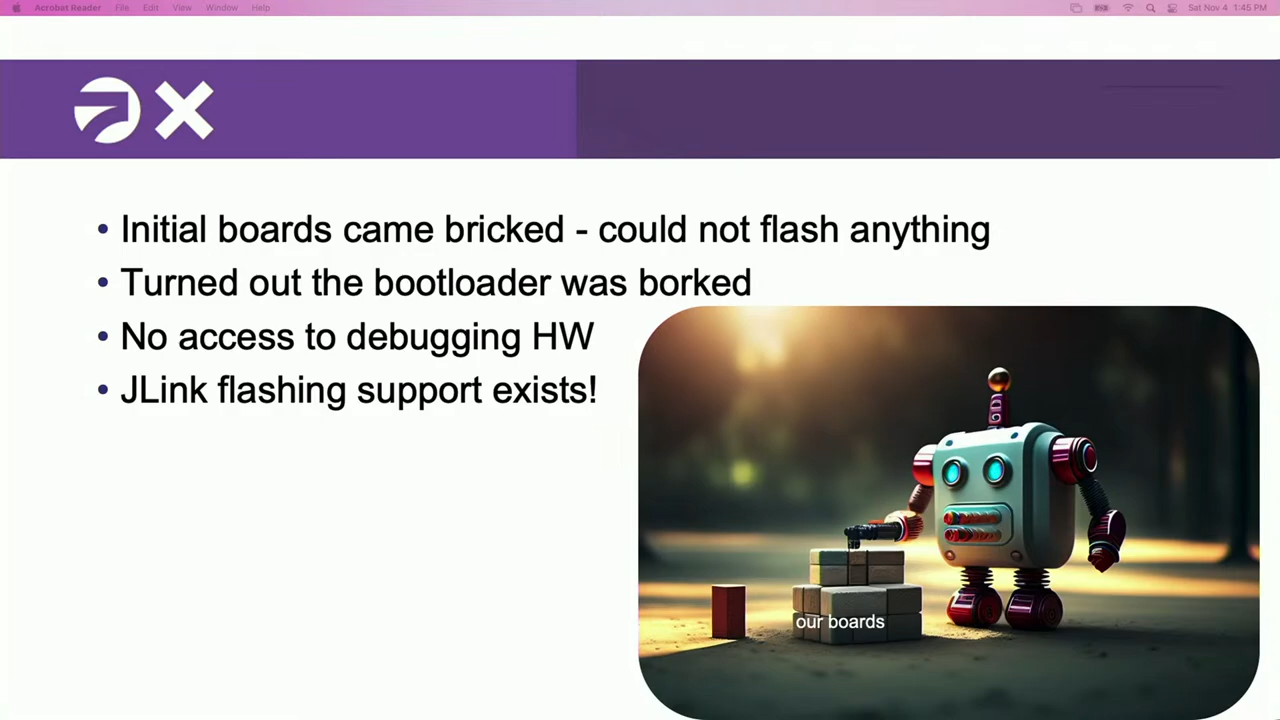 Acrobat Reader File Edit View Window Help Sat Nov 4 1:45 PM
• Initial boards came bricked - could not flash anything
• Turned out the bootloader was borked
• No access to debugging HW
• JLink flashing support exists!
our boards